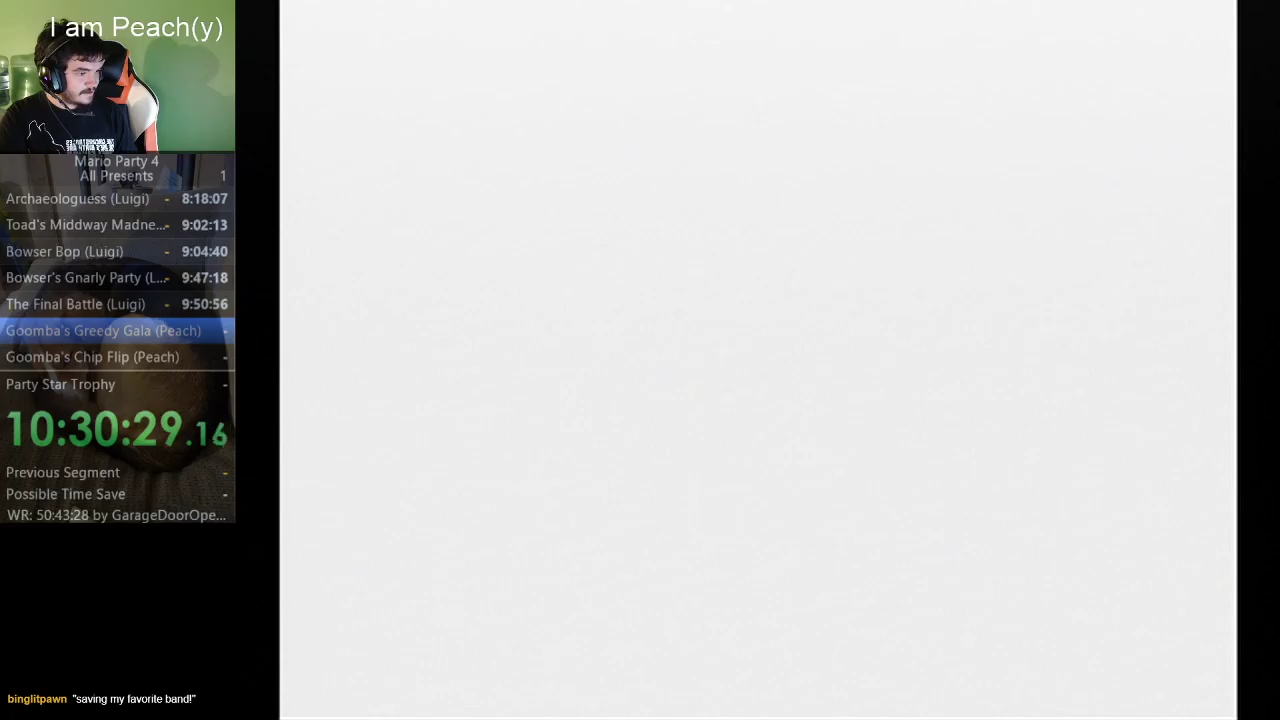 I am Peach(y)
Mario Party 4
All Presents 1
Archaeologuess (Luigi) - 8:18:07
Toad's Middway Madne... - 9:02:13
Bowser Bop (Luigi) - 9:04:40
Bowser's Gnarly Party (L... - 9:47:18
The Final Battle (Luigi) - 9:50:56
Goomba's Greedy Gala (Peach) -
Goomba's Chip Flip (Peach) -
Party Star Trophy -
10:30:29.16
Previous Segment -
Possible Time Save -
WR: 50:43:28 by GarageDoorOpe...
binglitpawn "saving my favorite band!"